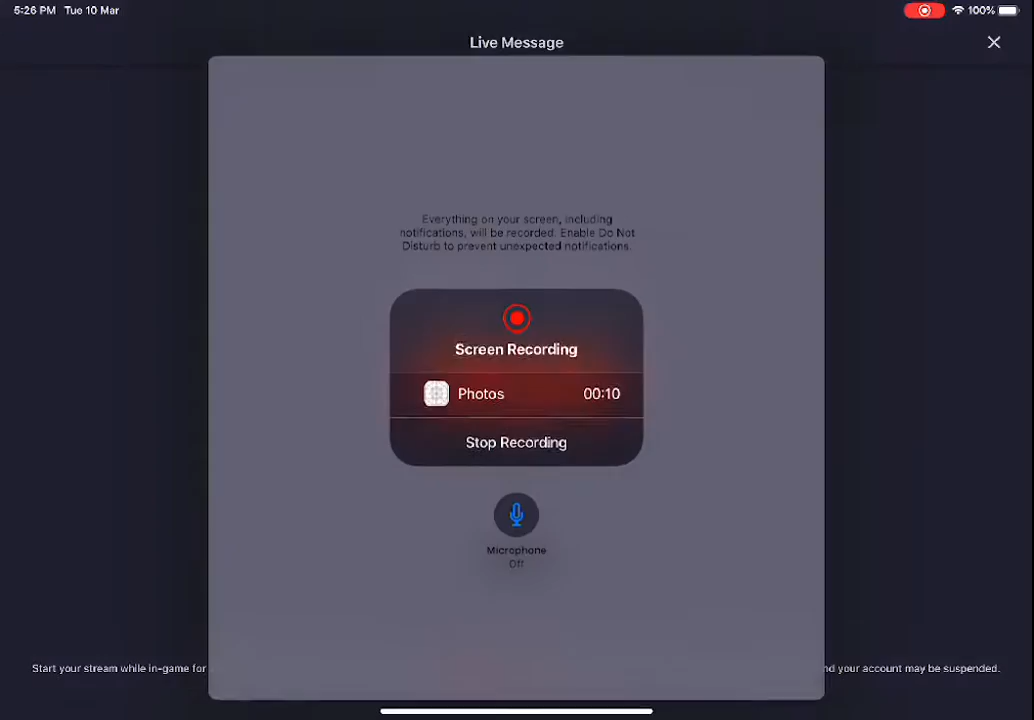 5:26 PM Tue 10 Mar
100%
Live Message
Everything on your screen, including
notifications, will be recorded. Enable Do Not
Disturb to prevent unexpected notifications.
Screen Recording
Photos 00:10
Stop Recording
Microphone
Off
Start your stream while in-game for
nd your account may be suspended.